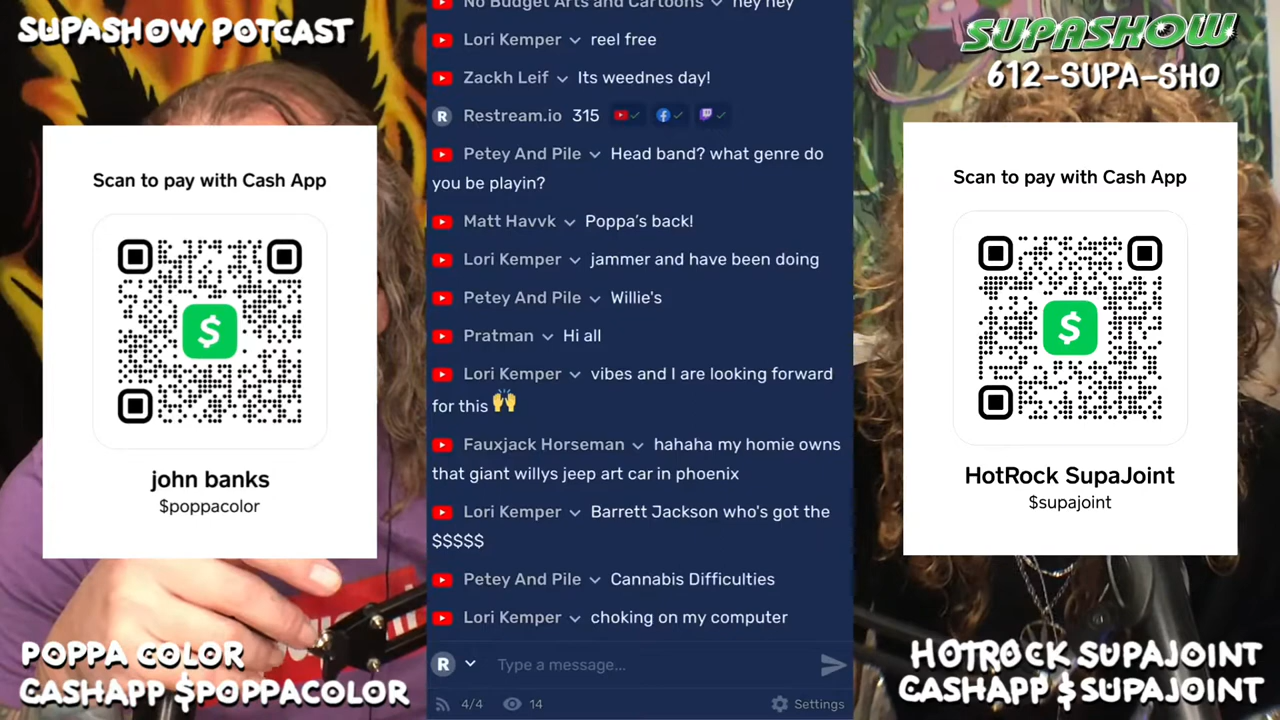 SUPASHOW POTCAST
Scan to pay with Cash App
$
john banks
$poppacolor
POPPA COLOR
CASHAPP $POPPACOLOR
No Budget Arts and Cartoons hey hey
Lori Kemper reel free
Zackh Leif Its weednes day!
R Restream.io 315
Petey And Pile Head band? what genre do
you be playin?
Matt Havvk Poppa's back!
Lori Kemper jammer and have been doing
Petey And Pile Willie's
Pratman Hi all
Lori Kemper vibes and I are looking forward
for this 🙌
Fauxjack Horseman hahaha my homie owns
that giant willys jeep art car in phoenix
Lori Kemper Barrett Jackson who's got the
$$$$$
Petey And Pile Cannabis Difficulties
Lori Kemper choking on my computer
R Type a message...
4/4 14 Settings
SUPASHOW
612-SUPA-SHO
Scan to pay with Cash App
$
HotRock SupaJoint
$supajoint
HOTROCK SUPAJOINT
CASHAPP $SUPAJOINT